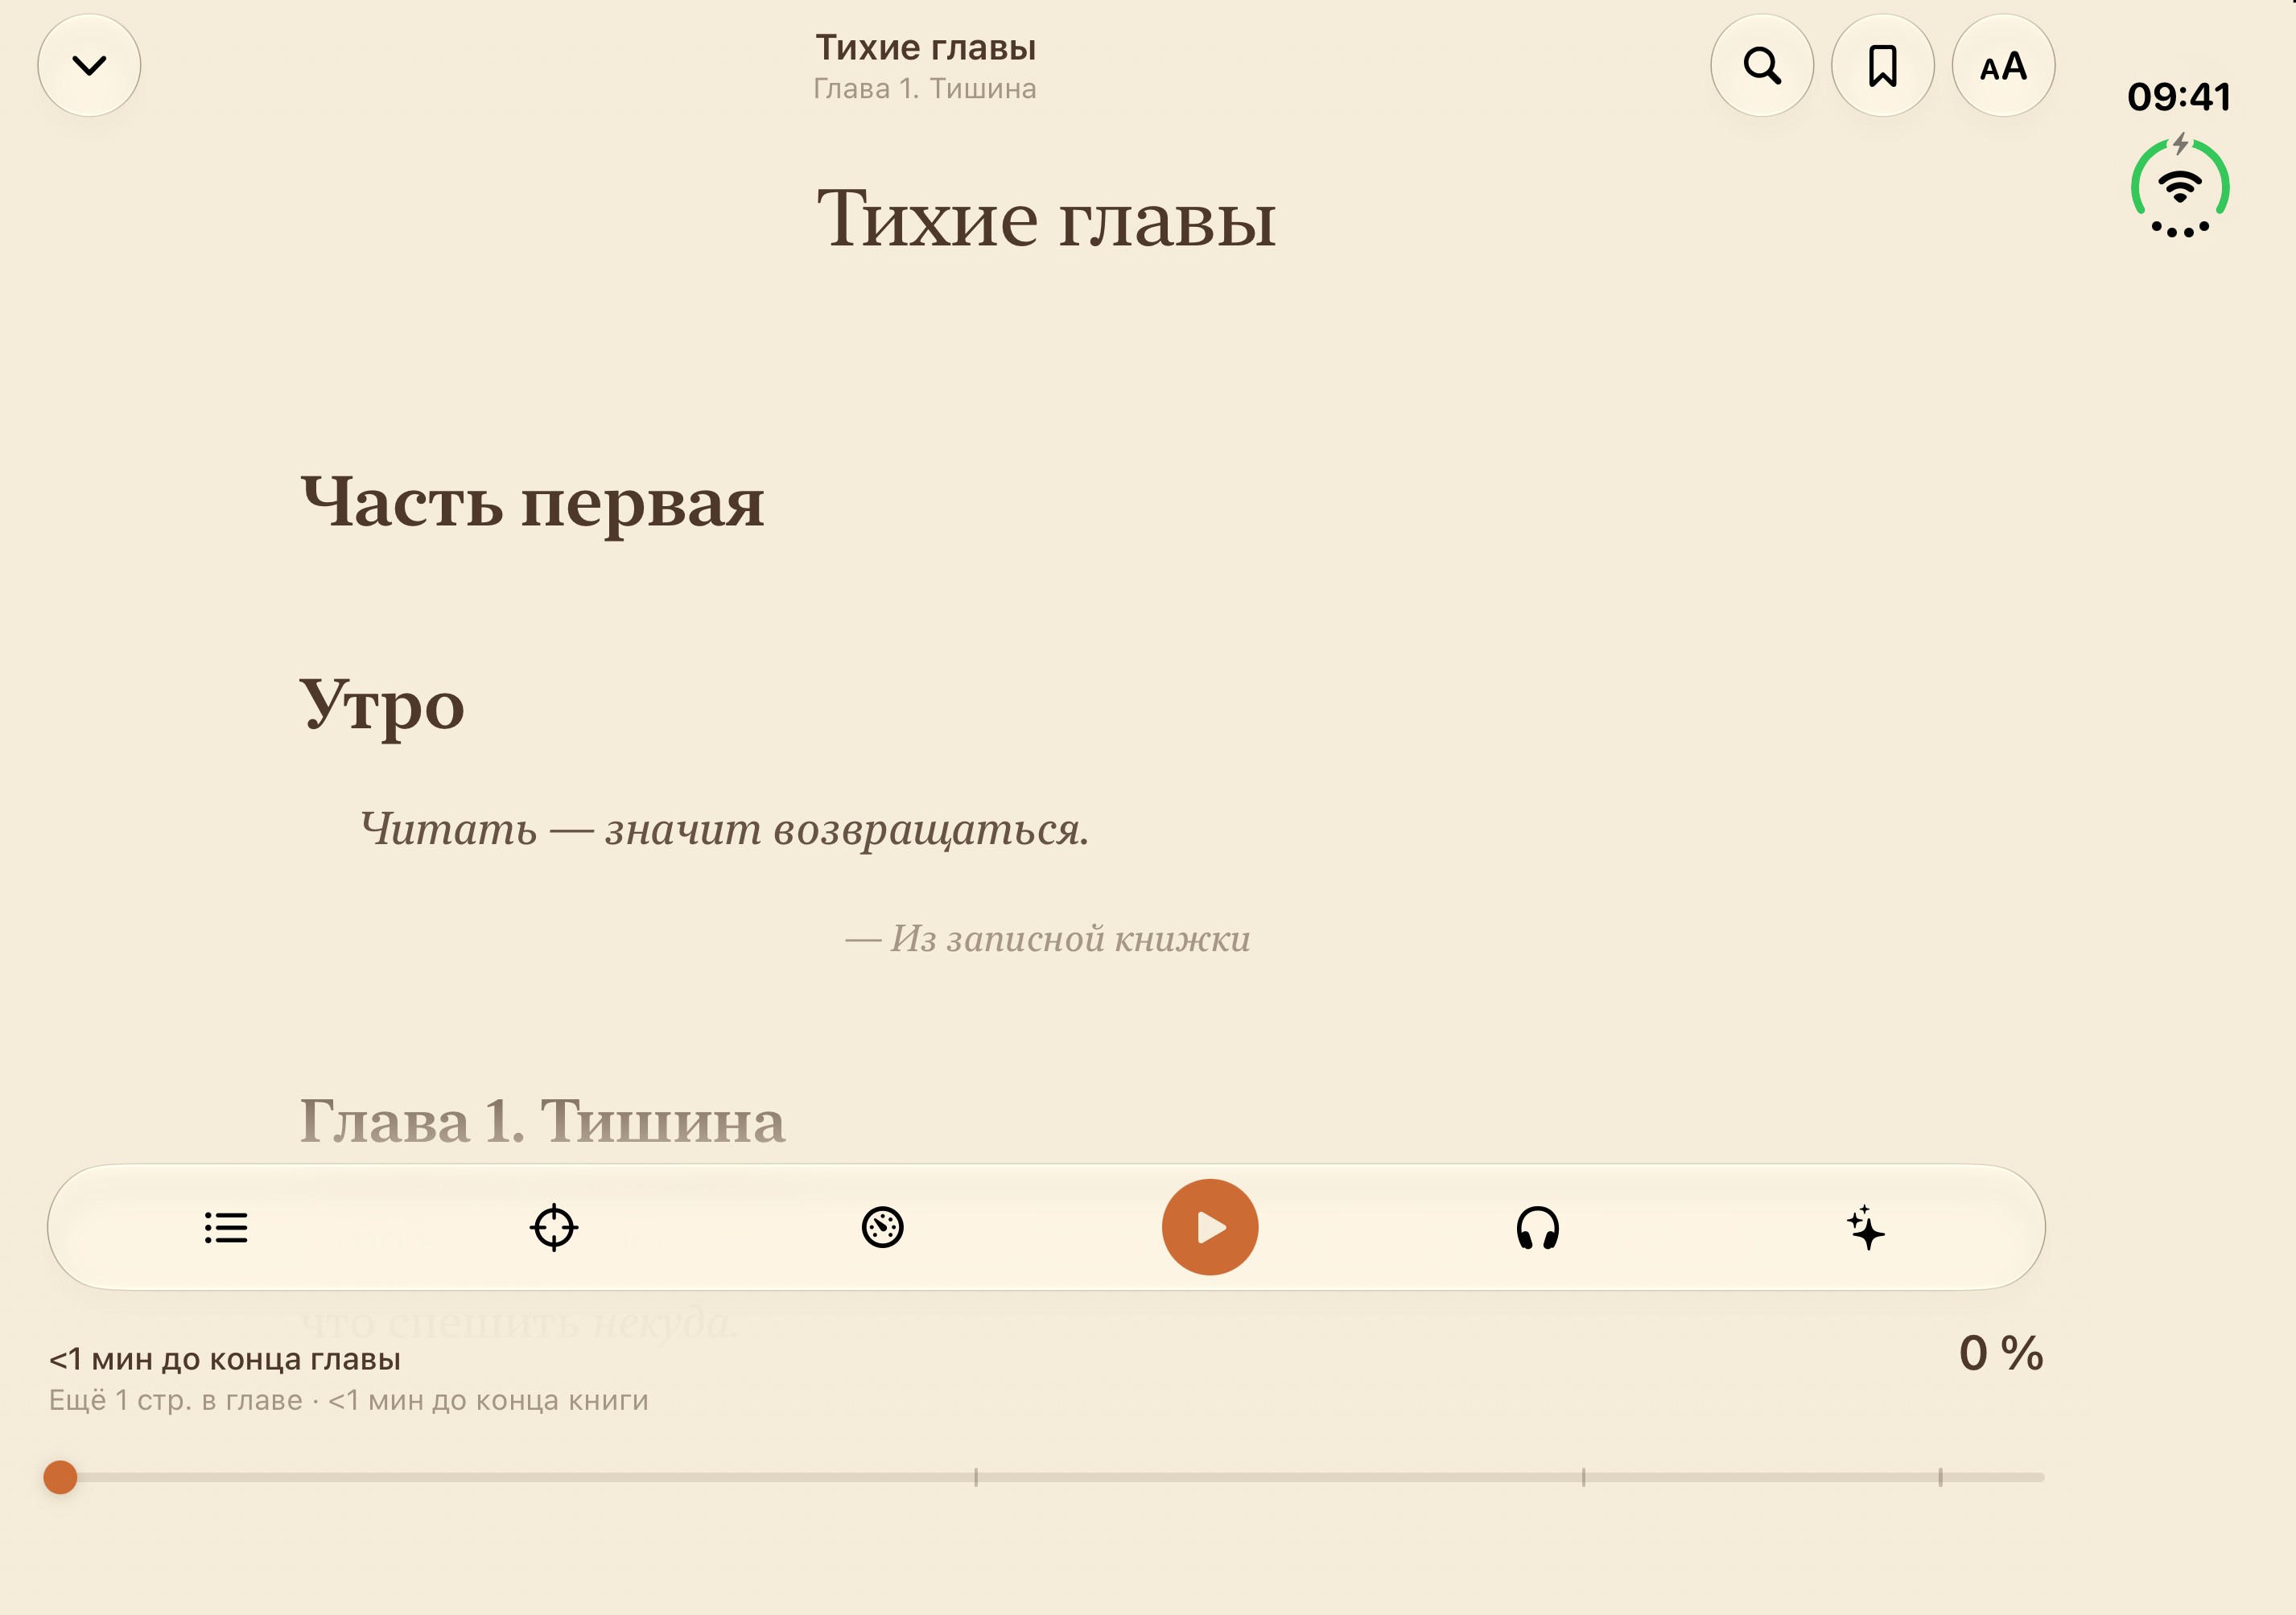 Тихие главы
Глава 1. Тишина
AA
09:41
Тихие главы
Часть первая
Утро
Читать — значит возвращаться.
— Из записной книжки
Глава 1. Тишина
что спешить некуда.
<1 мин до конца главы
0 %
Ещё 1 стр. в главе · <1 мин до конца книги